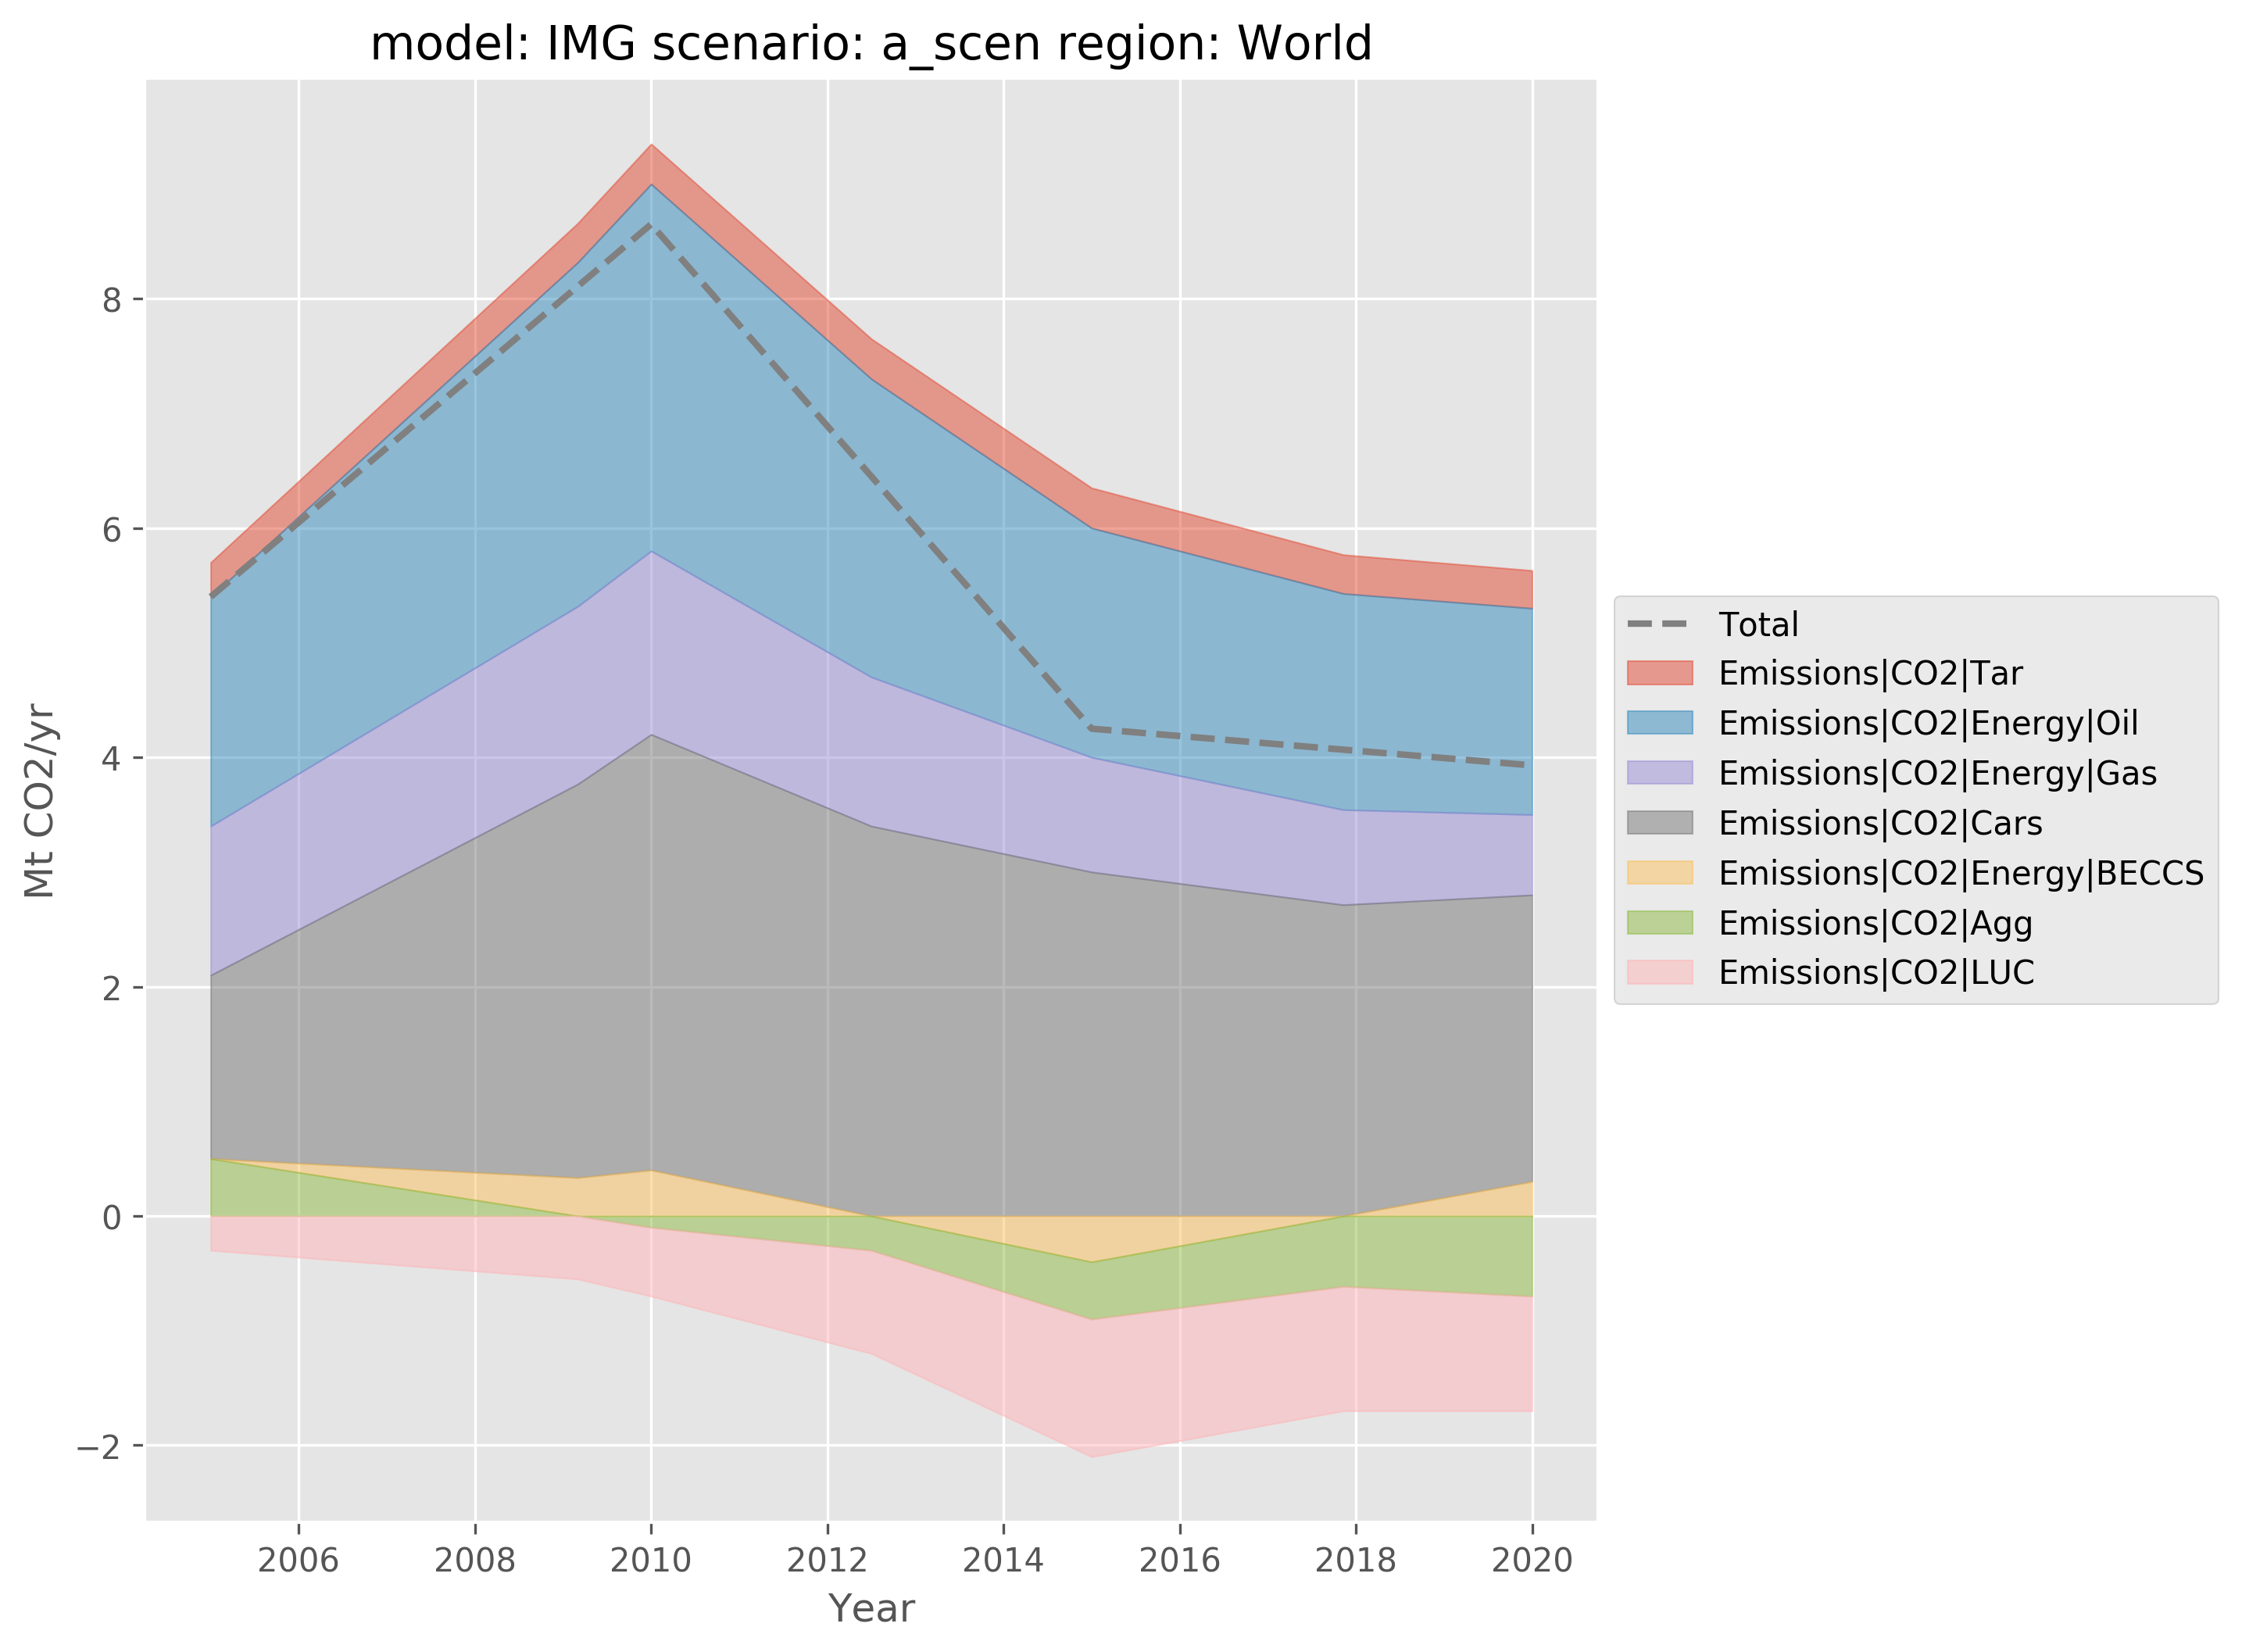 model: IMG scenario: a_scen region: World
Mt CO2/yr
8
6
4
2
0
−2
2006 2008 2010 2012 2014 2016 2018 2020
Year
Total
Emissions|CO2|Tar
Emissions|CO2|Energy|Oil
Emissions|CO2|Energy|Gas
Emissions|CO2|Cars
Emissions|CO2|Energy|BECCS
Emissions|CO2|Agg
Emissions|CO2|LUC